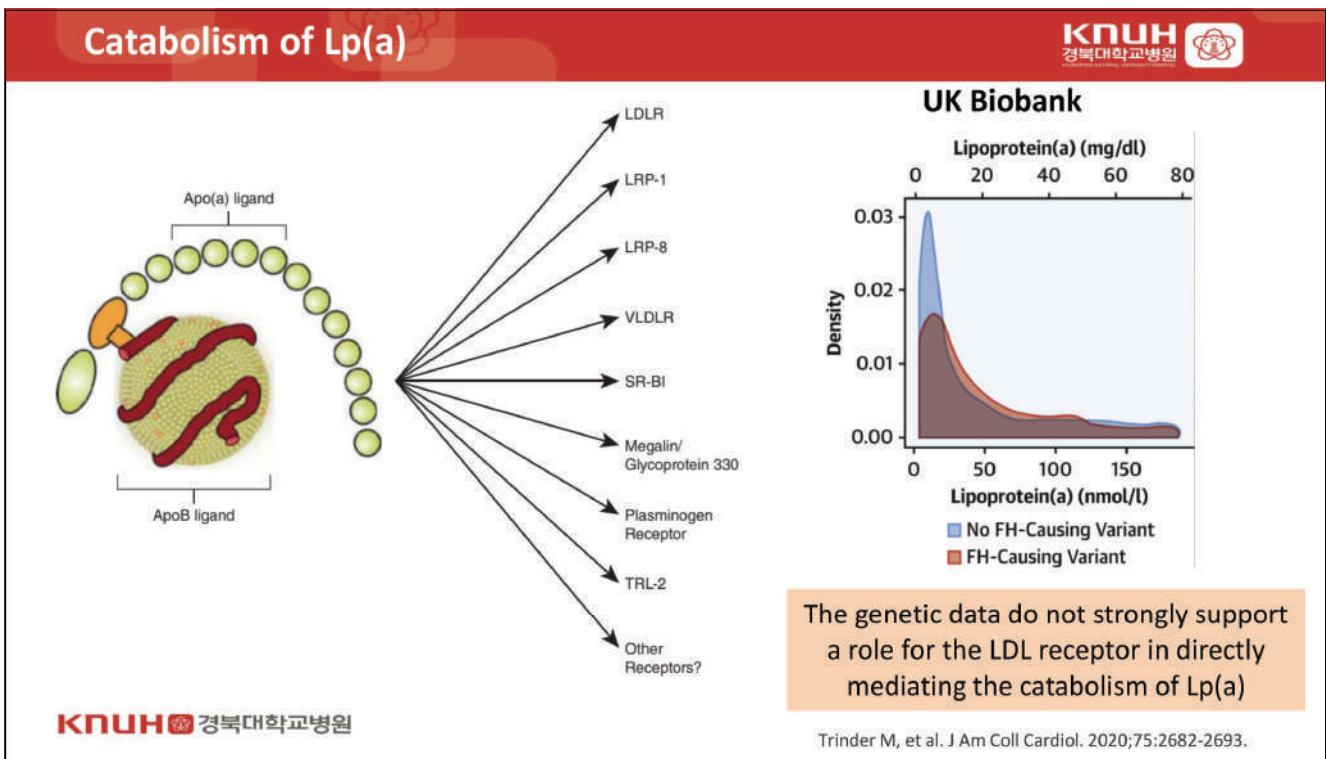 Catabolism of Lp(a)
KNUH
경북대학교병원
Apo(a) ligand
ApoB ligand
LDLR
LRP-1
LRP-8
VLDLR
SR-BI
Megalin/
Glycoprotein 330
Plasminogen
Receptor
TRL-2
Other
Receptors?
UK Biobank
Lipoprotein(a) (mg/dl)
0 20 40 60 80
Density
0.03
0.02
0.01
0.00
0 50 100 150
Lipoprotein(a) (nmol/l)
No FH-Causing Variant
FH-Causing Variant
The genetic data do not strongly support
a role for the LDL receptor in directly
mediating the catabolism of Lp(a)
KNUH 경북대학교병원
Trinder M, et al. J Am Coll Cardiol. 2020;75:2682-2693.